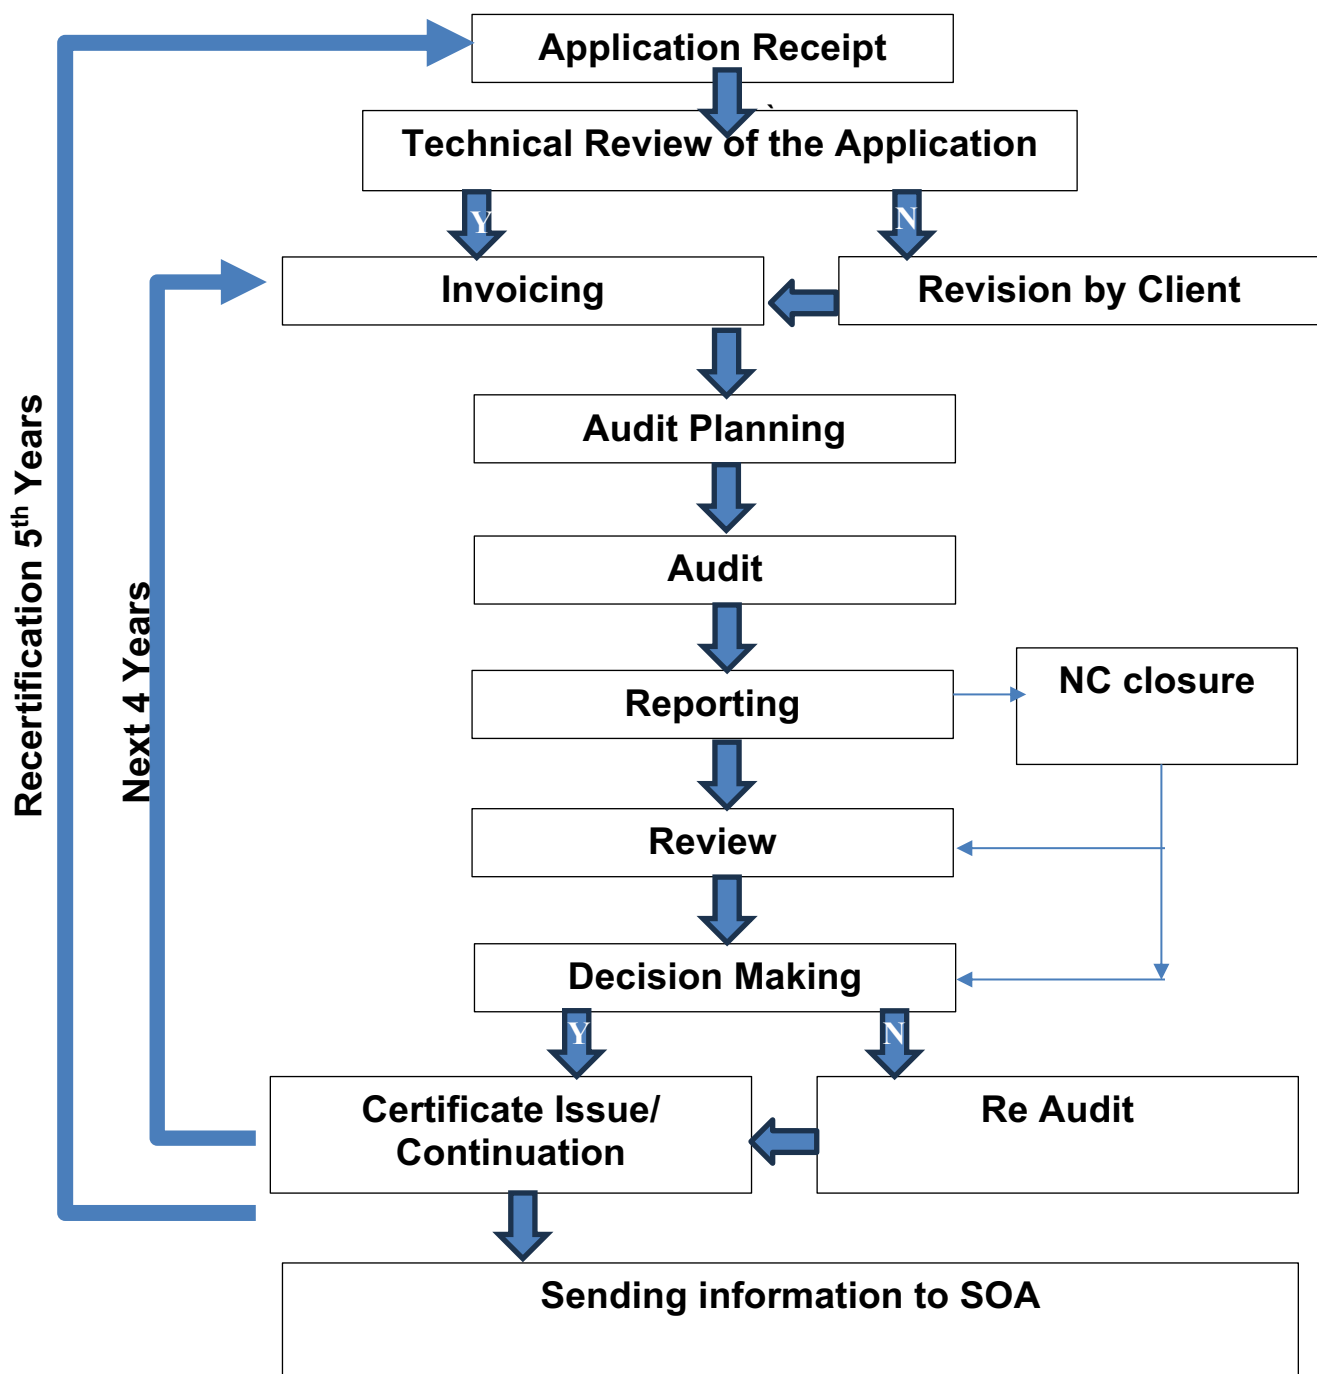 Application Receipt
Technical Review of the Application
Y
N
Invoicing
Revision by Client
Audit Planning
Audit
Reporting
NC closure
Review
Decision Making
Y
N
Certificate Issue/
Continuation
Re Audit
Sending information to SOA
Recertification 5th Years
Next 4 Years